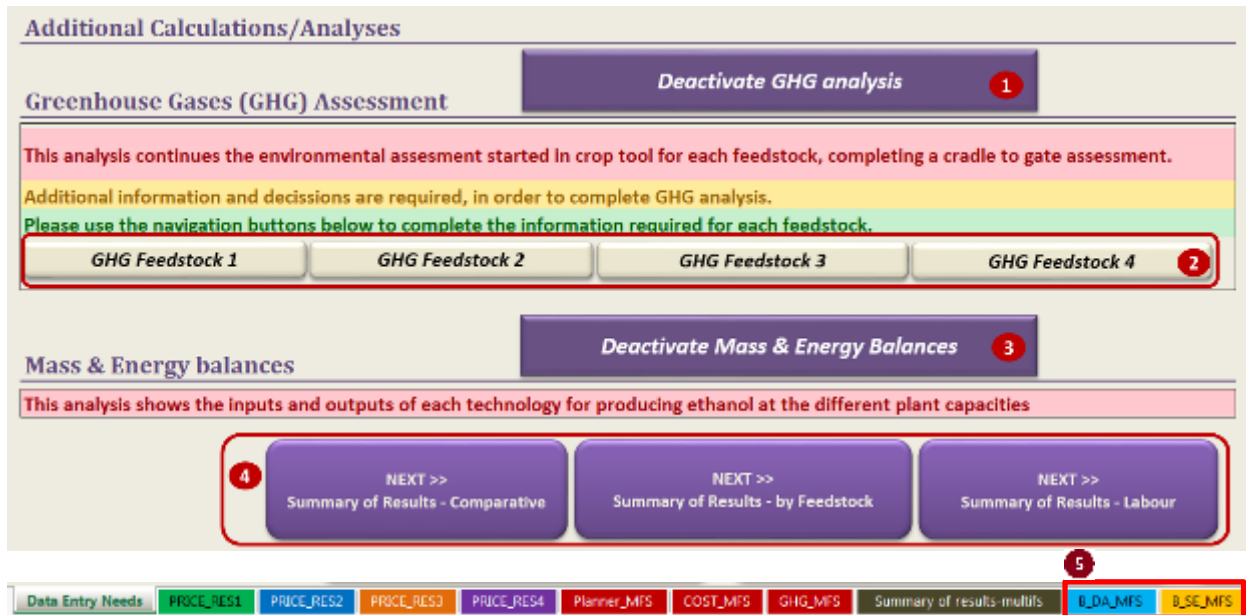 Additional Calculations/Analyses
Deactivate GHG analysis 1
Greenhouse Gases (GHG) Assessment
This analysis continues the environmental assesment started in crop tool for each feedstock, completing a cradle to gate assessment.
Additional information and decissions are required, in order to complete GHG analysis.
Please use the navigation buttons below to complete the information required for each feedstock.
GHG Feedstock 1 GHG Feedstock 2 GHG Feedstock 3 GHG Feedstock 4 2
Deactivate Mass & Energy Balances 3
Mass & Energy balances
This analysis shows the inputs and outputs of each technology for producing ethanol at the different plant capacities
4
NEXT >> NEXT >> NEXT >>
Summary of Results - Comparative Summary of Results - by Feedstock Summary of Results - Labour
5
Data Entry Needs PRICE_RES1 PRICE_RES2 PRICE_RES3 PRICE_RES4 Planner_MFS COST_MFS GHG_MFS Summary of results-multifs B_DA_MFS B_SE_MFS